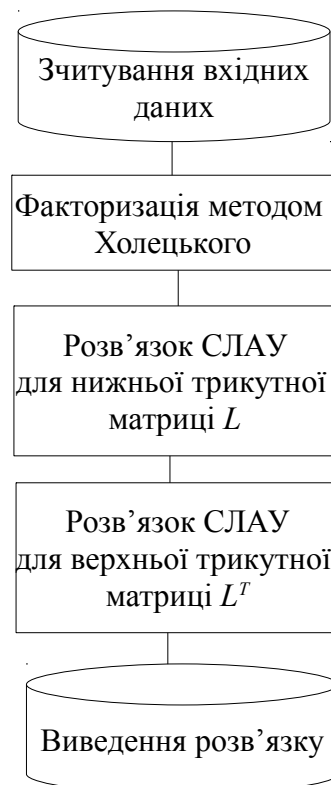 Зчитування вхідних
даних
Факторизація методом
Холецького
Розв’язок СЛАУ
для нижньої трикутної
матриці L
Розв’язок СЛАУ
для верхньої трикутної
матриці Lᵀ
Виведення розв’язку